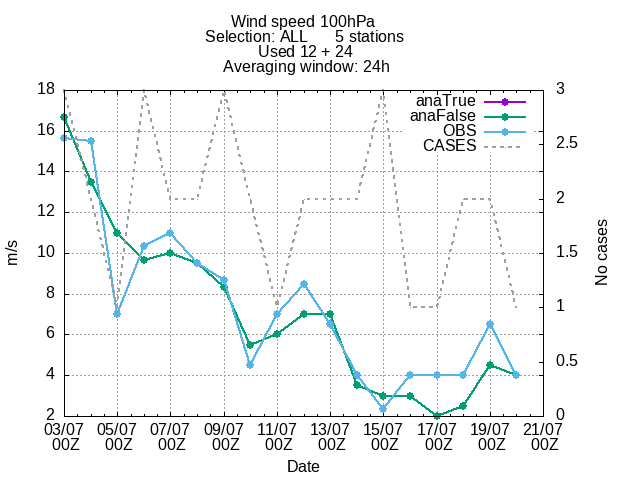 Wind speed 100hPa
Selection: ALL      5 stations
Used 12 + 24
Averaging window: 24h
18
16
14
12
10
8
6
4
2
3
2.5
2
1.5
1
0.5
0
anaTrue
anaFalse
OBS
CASES
m/s
No cases
03/07 05/07 07/07 09/07 11/07 13/07 15/07 17/07 19/07 21/07
00Z 00Z 00Z 00Z 00Z 00Z 00Z 00Z 00Z 00Z
Date